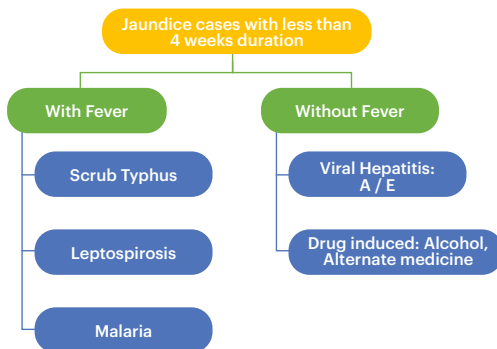 Jaundice cases with less than
4 weeks duration
With Fever
Without Fever
Scrub Typhus
Viral Hepatitis:
A / E
Leptospirosis
Drug induced: Alcohol,
Alternate medicine
Malaria